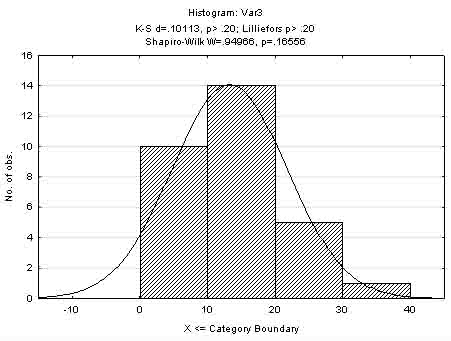 Histogram: Var3
K-S d=.10113, p> .20; Lilliefors p> .20
Shapiro-Wilk W=.94966, p=.16556
No. of obs.
16
14
12
10
8
6
4
2
0
-10 0 10 20 30 40
X <= Category Boundary